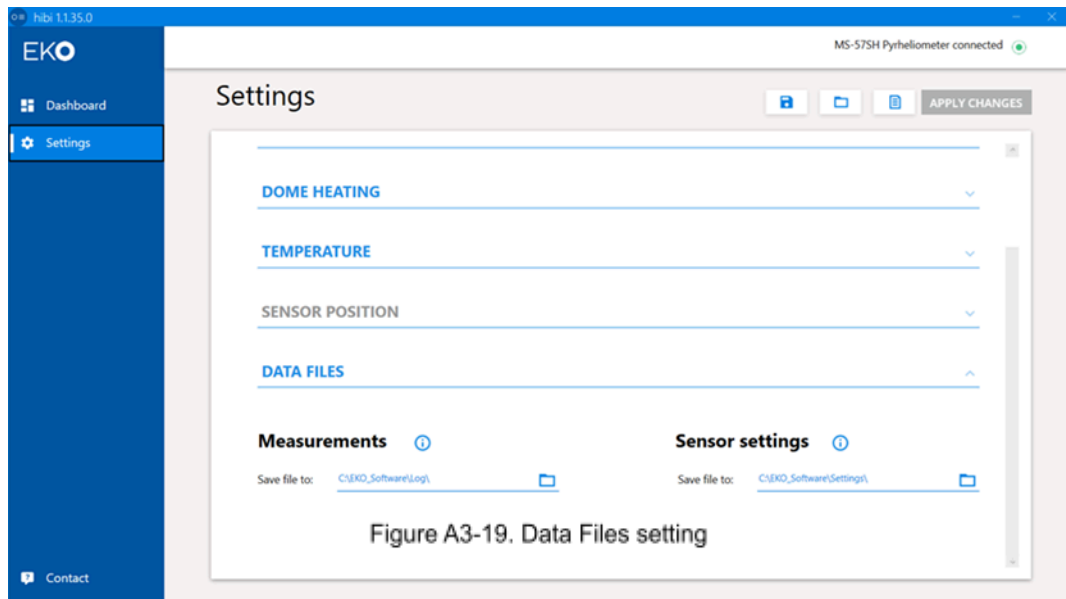 hibi 1.1.35.0
EKO
MS-57SH Pyrheliometer connected
Dashboard
Settings
Settings
APPLY CHANGES
DOME HEATING
TEMPERATURE
SENSOR POSITION
DATA FILES
Measurements
Sensor settings
Save file to: C:\EKO_Software\Log\
Save file to: C:\EKO_Software\Settings\
Figure A3-19. Data Files setting
Contact